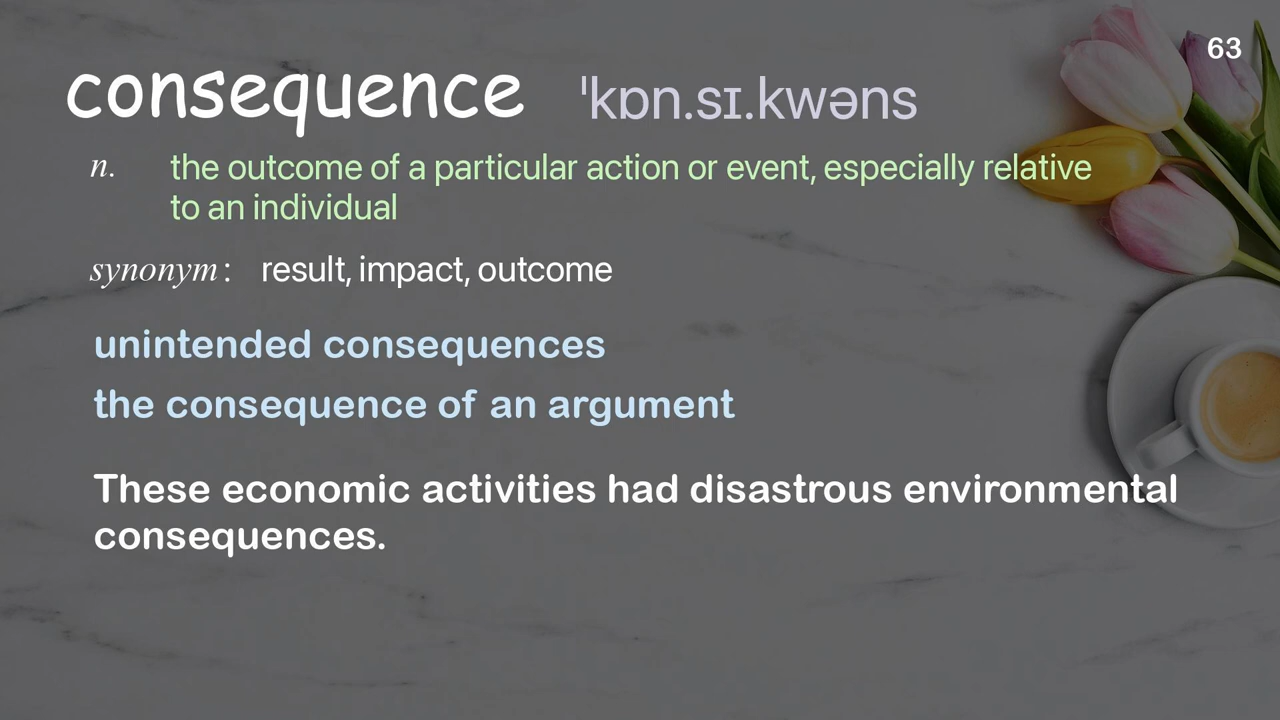 63
consequence ˈkɒn.sɪ.kwəns
n. the outcome of a particular action or event, especially relative
to an individual
synonym: result, impact, outcome
unintended consequences
the consequence of an argument
These economic activities had disastrous environmental
consequences.